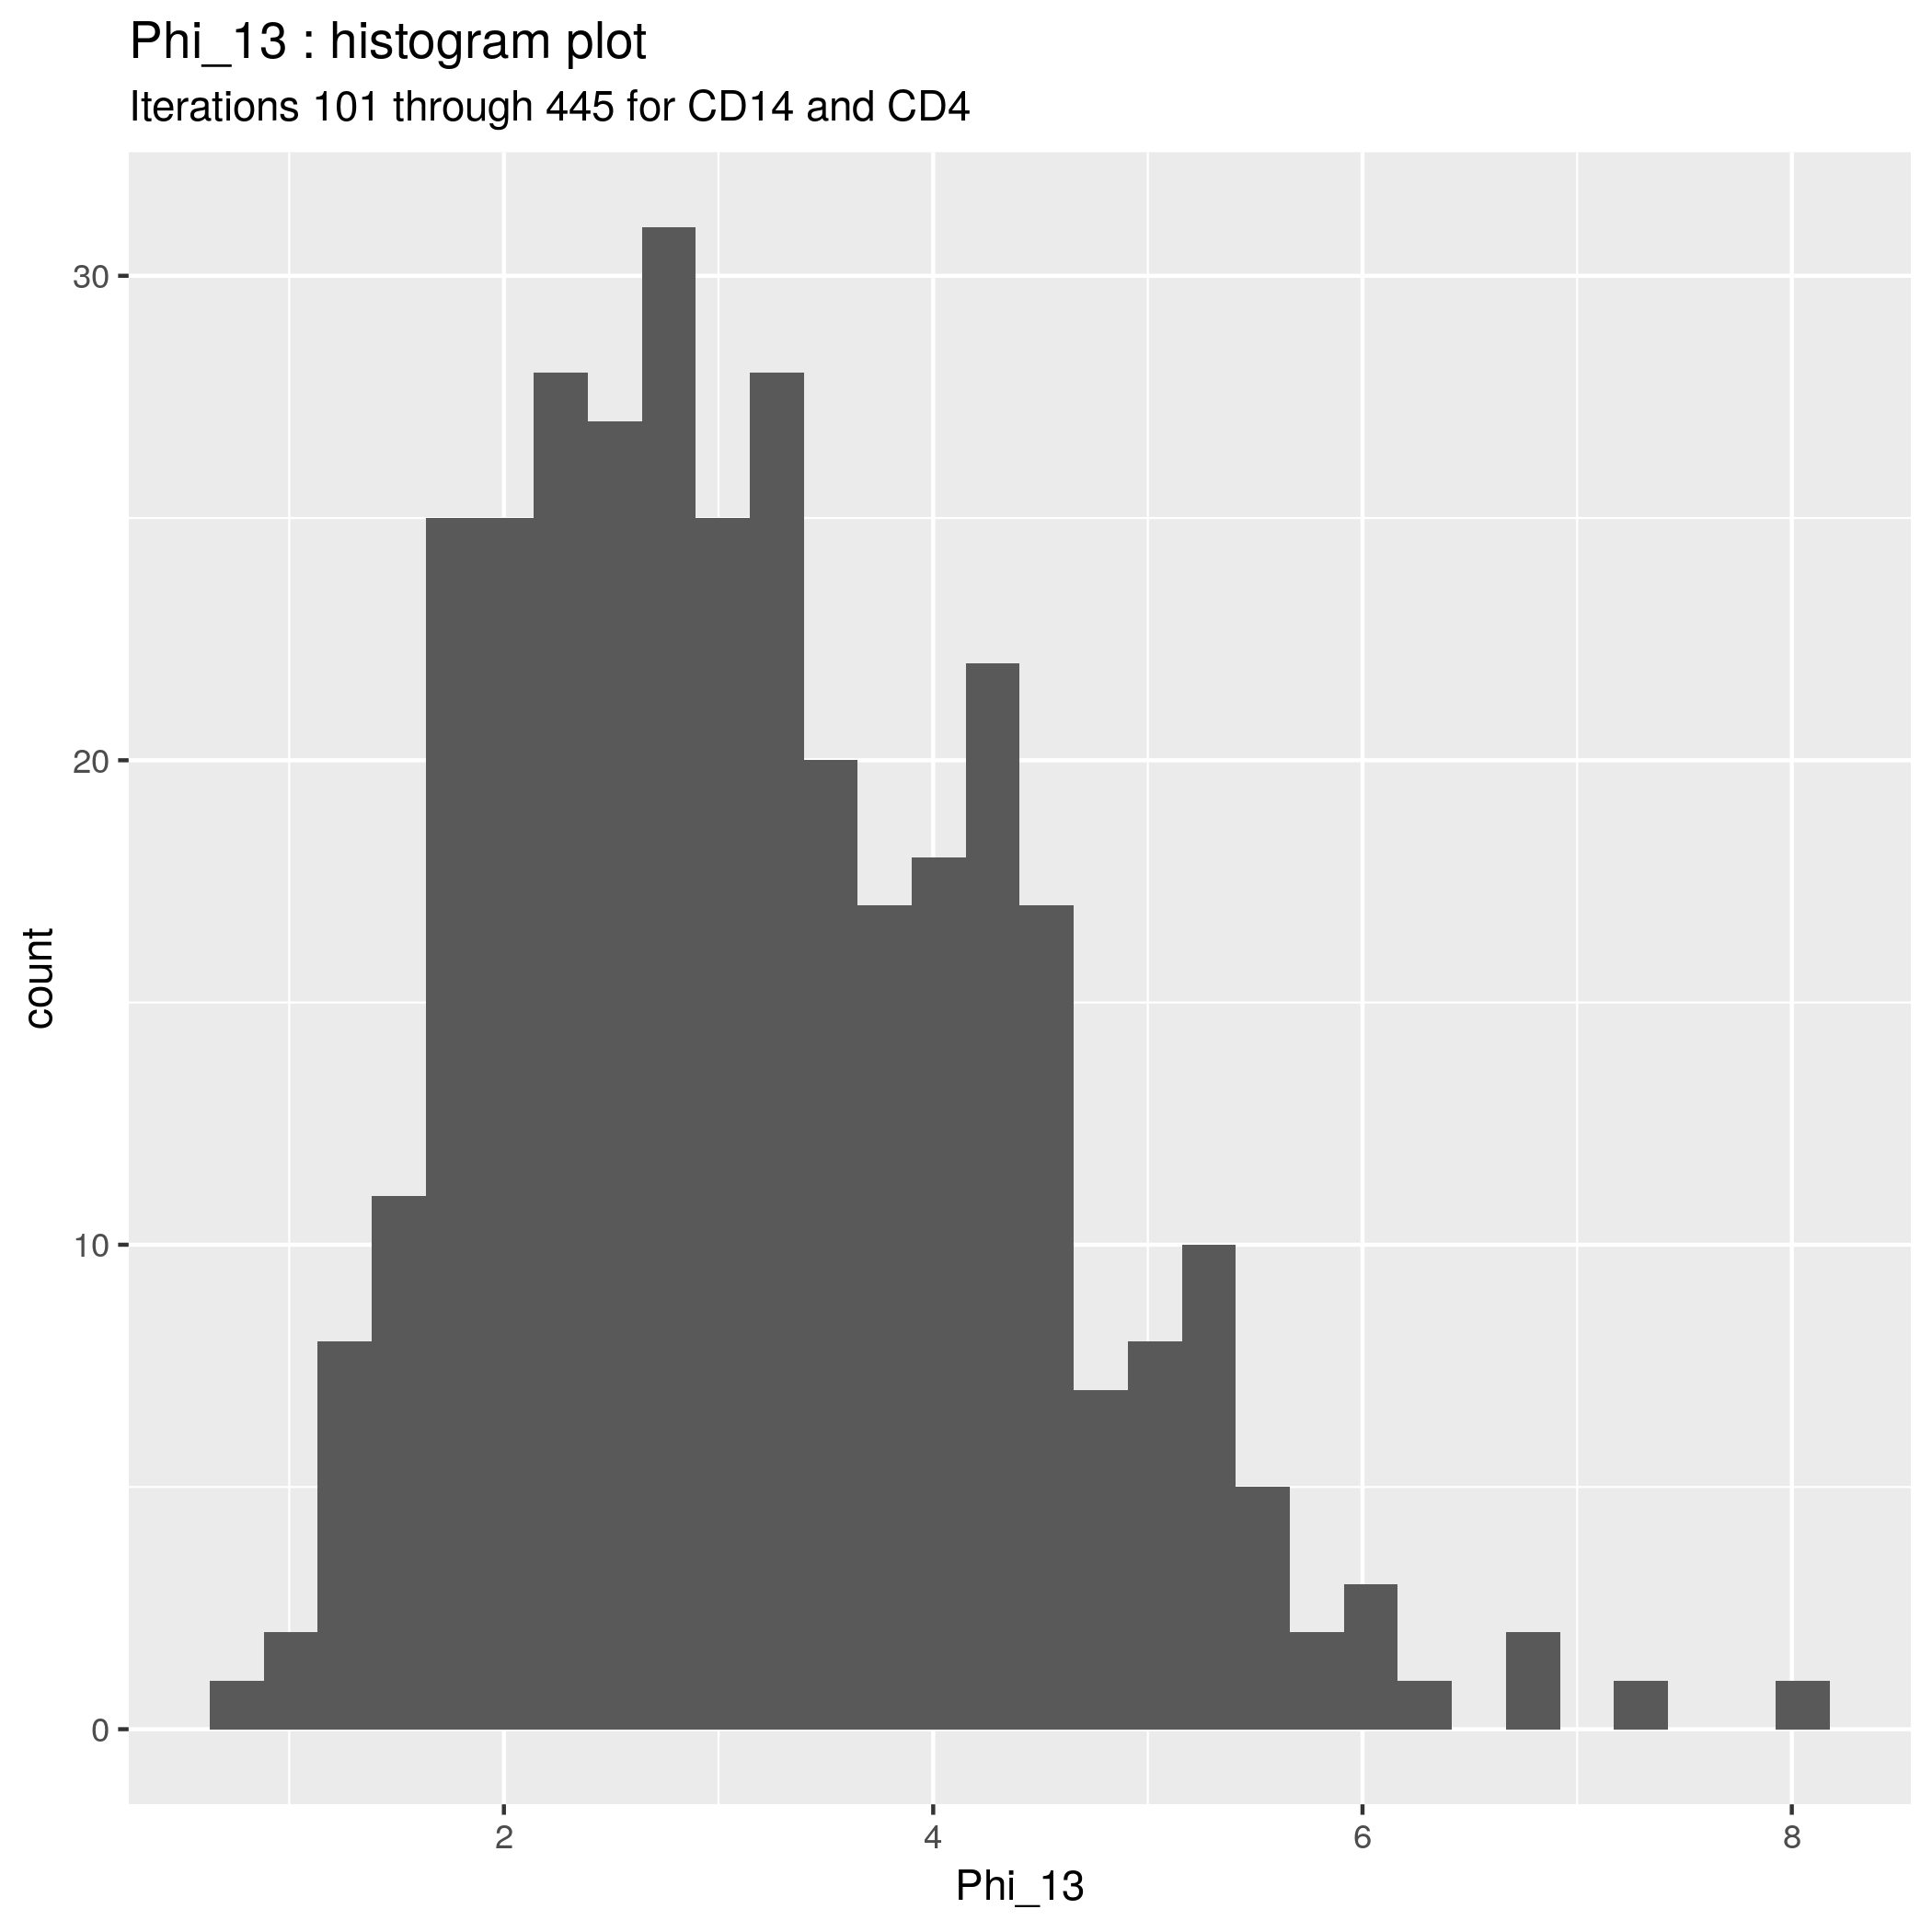 Phi_13 : histogram plot
Iterations 101 through 445 for CD14 and CD4
30
20
10
0
count
2 4 6 8
Phi_13